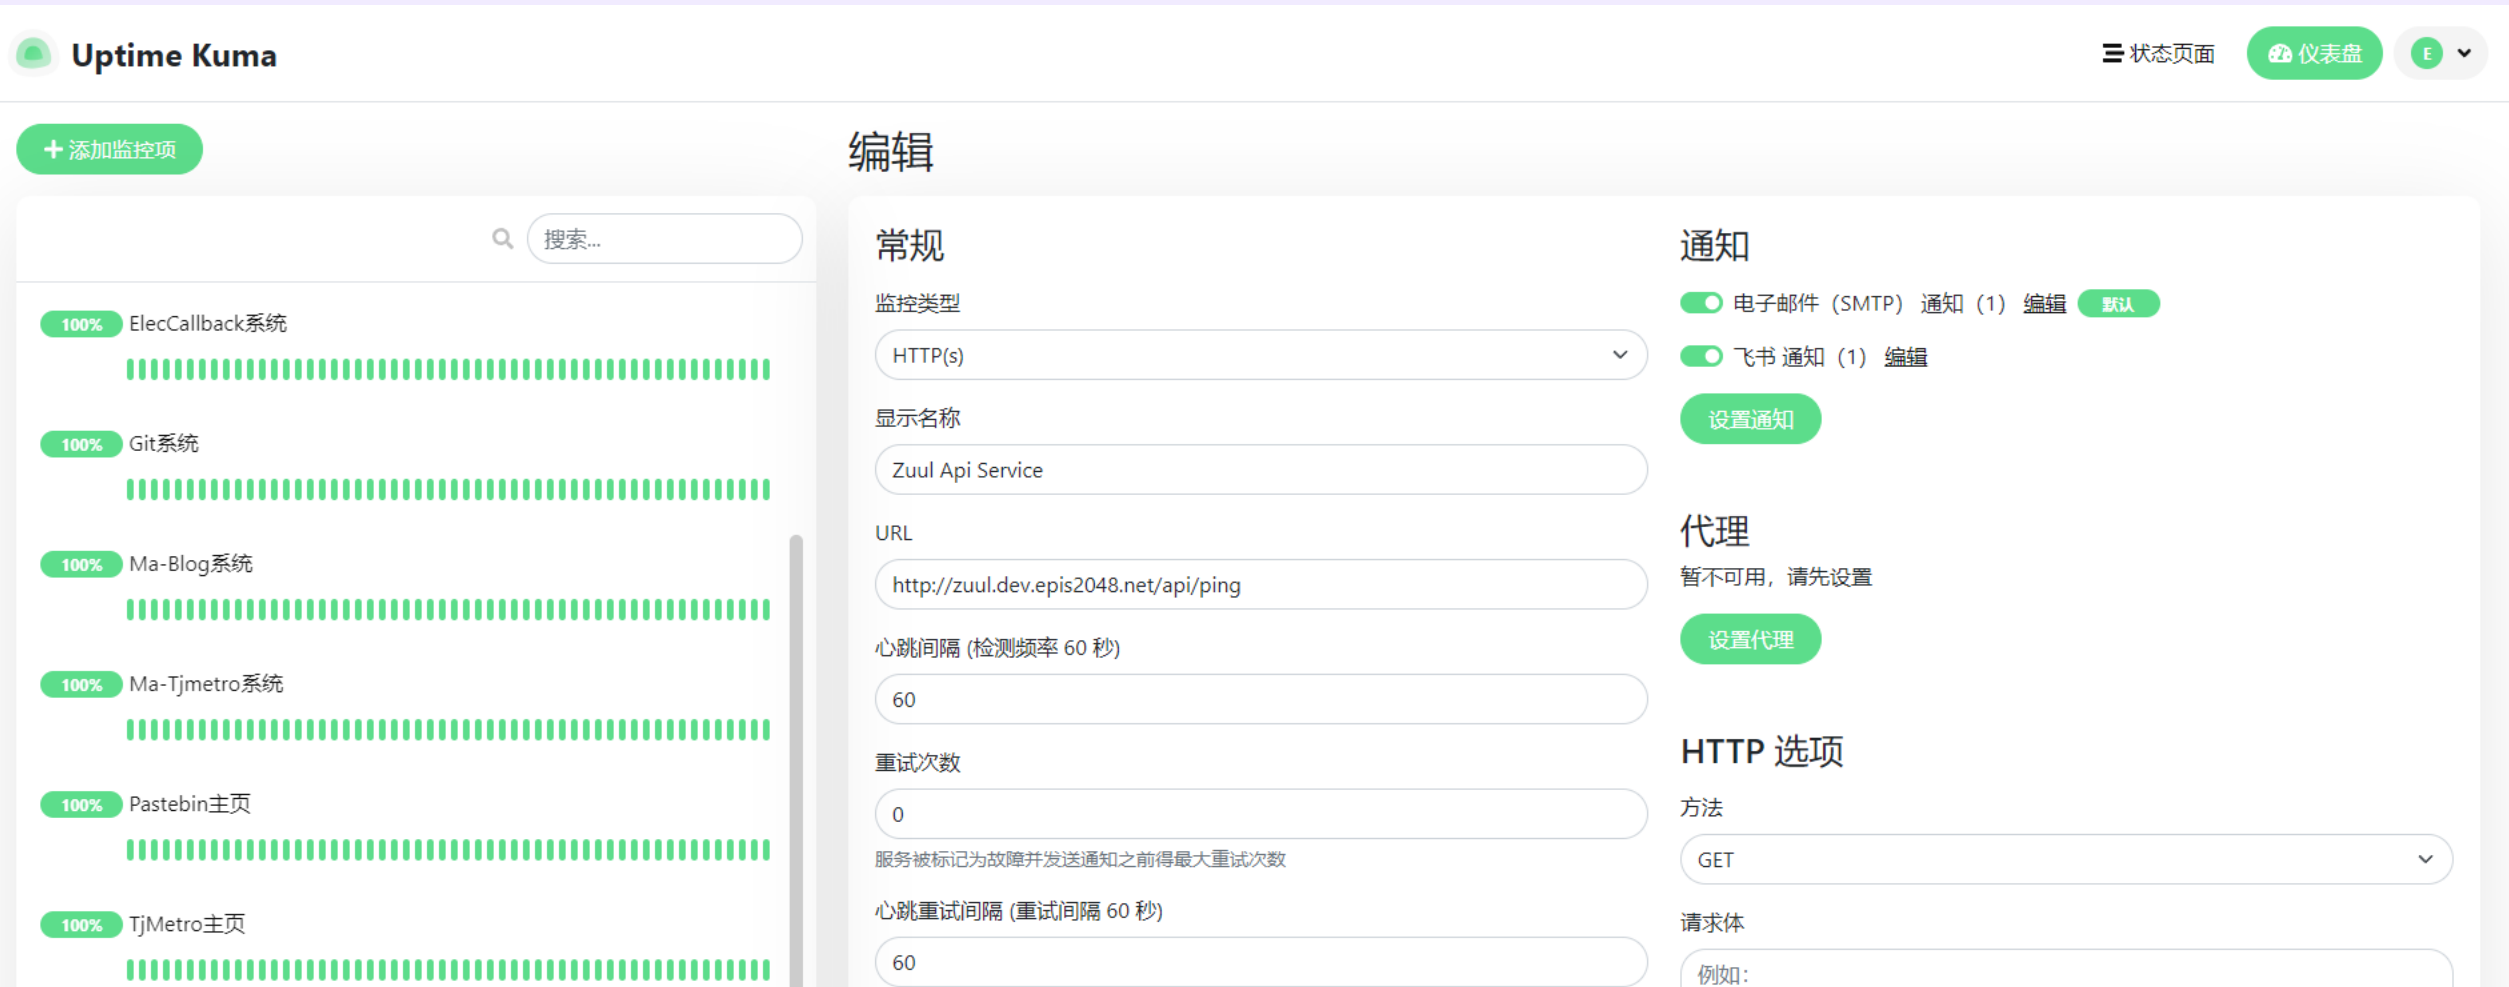 Uptime Kuma
状态页面
仪表盘
E
添加监控项
搜索...
100% ElecCallback系统
100% Git系统
100% Ma-Blog系统
100% Ma-Tjmetro系统
100% Pastebin主页
100% TjMetro主页
编辑
常规
监控类型
HTTP(s)
显示名称
Zuul Api Service
URL
http://zuul.dev.epis2048.net/api/ping
心跳间隔 (检测频率 60 秒)
60
重试次数
0
服务被标记为故障并发送通知之前得最大重试次数
心跳重试间隔 (重试间隔 60 秒)
60
通知
电子邮件（SMTP） 通知（1） 编辑 默认
飞书 通知（1） 编辑
设置通知
代理
暂不可用，请先设置
设置代理
HTTP 选项
方法
GET
请求体
例如：